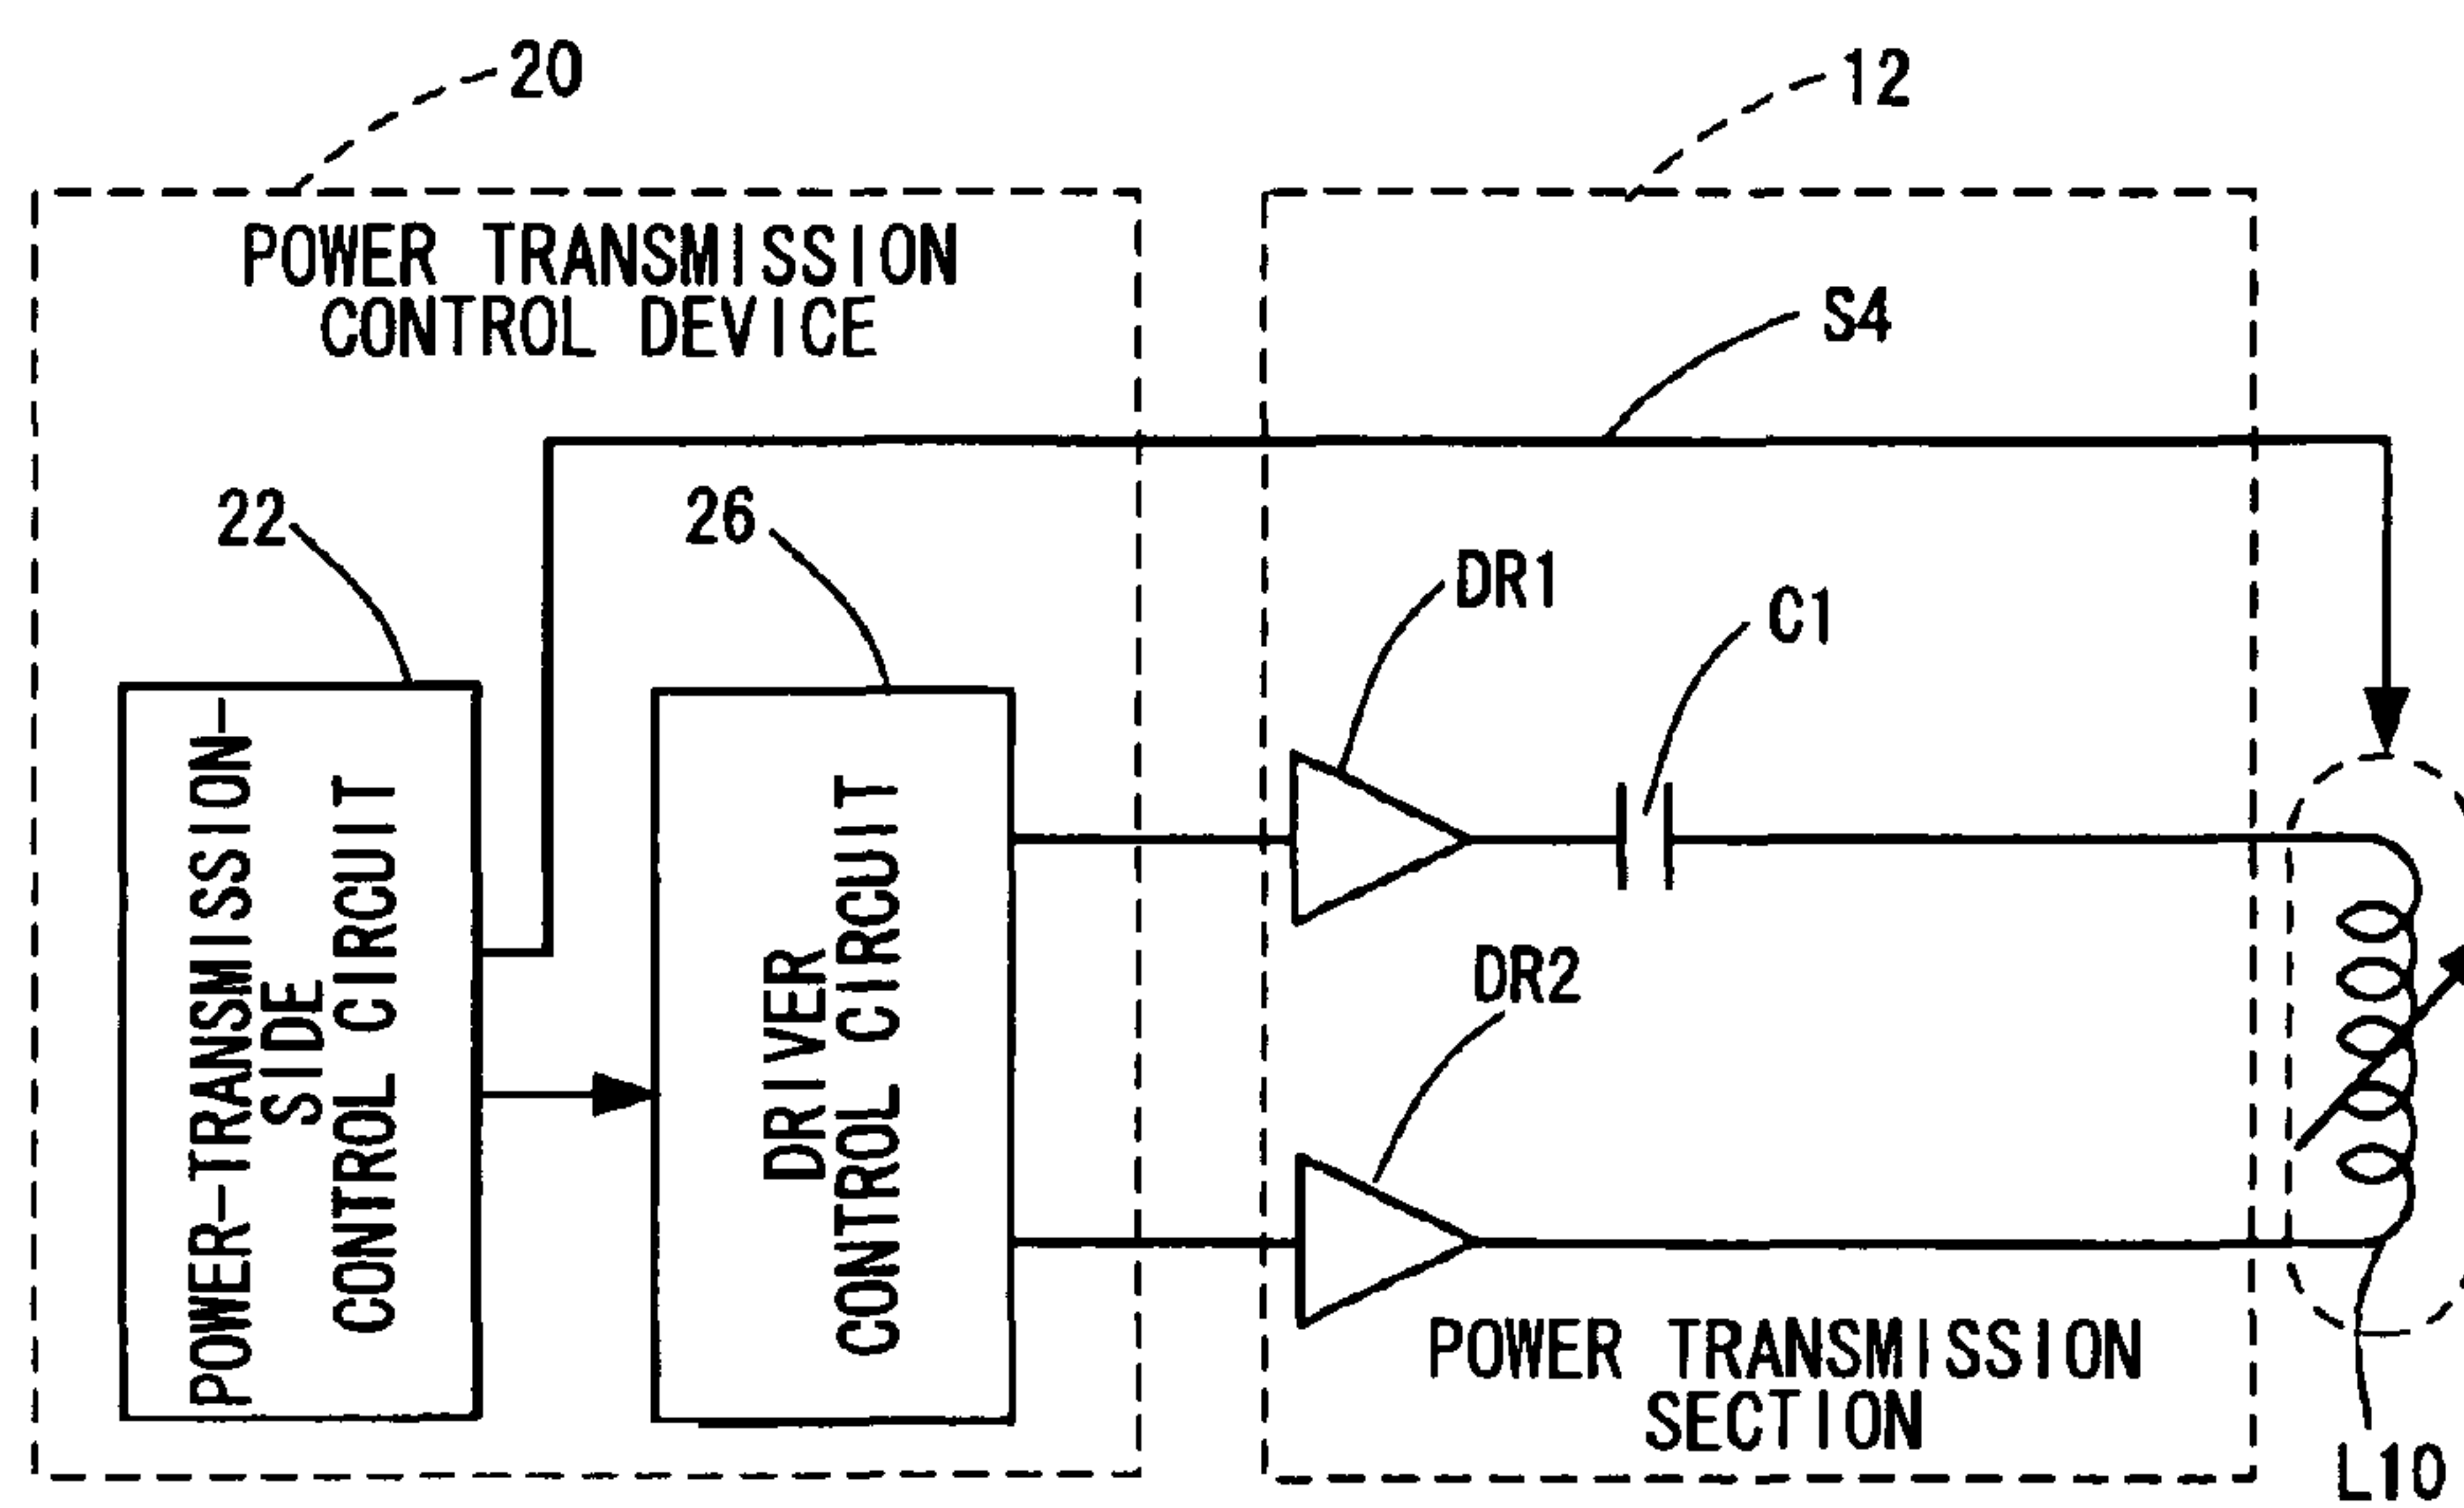 20
12
POWER TRANSMISSION
CONTROL DEVICE
S4
22
26
DR1
C1
POWER-TRANSMISSION-
SIDE
CONTROL CIRCUIT
DRIVER
CONTROL CIRCUIT
DR2
POWER TRANSMISSION
SECTION
L10